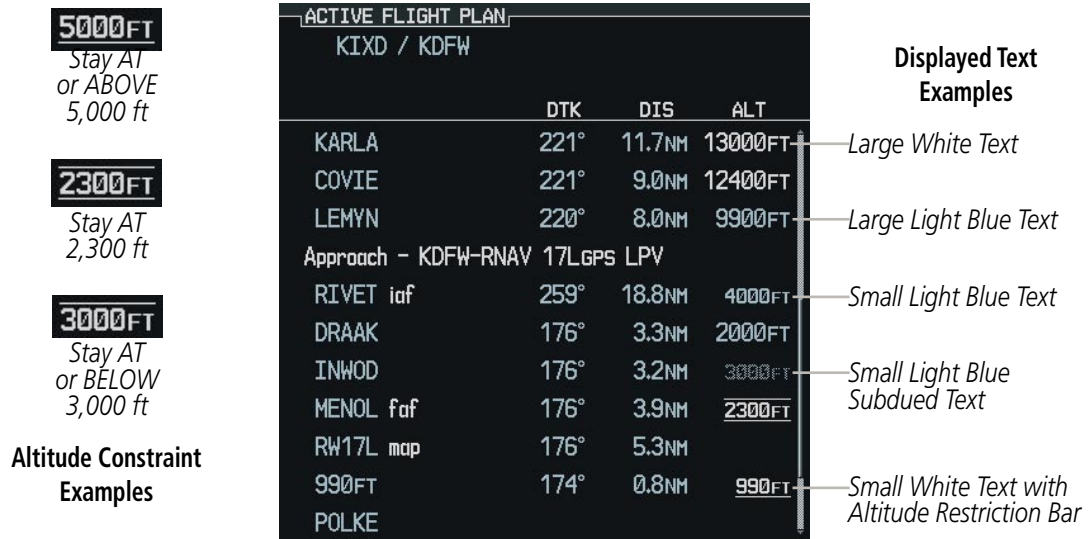 5000FT
Stay AT
or ABOVE
5,000 ft
2300FT
Stay AT
2,300 ft
3000FT
Stay AT
or BELOW
3,000 ft
Altitude Constraint
Examples
ACTIVE FLIGHT PLAN
KIXD / KDFW
DTK DIS ALT
KARLA 221° 11.7NM 13000FT
COVIE 221° 9.0NM 12400FT
LEMYN 220° 8.0NM 9900FT
Approach - KDFW-RNAV 17LGPS LPV
RIVET iaf 259° 18.8NM 4000FT
DRAAK 176° 3.3NM 2000FT
INWOD 176° 3.2NM 3000FT
MENOL faf 176° 3.9NM 2300FT
RW17L map 176° 5.3NM
990FT 174° 0.8NM 990FT
POLKE
Displayed Text
Examples
Large White Text
Large Light Blue Text
Small Light Blue Text
Small Light Blue
Subdued Text
Small White Text with
Altitude Restriction Bar